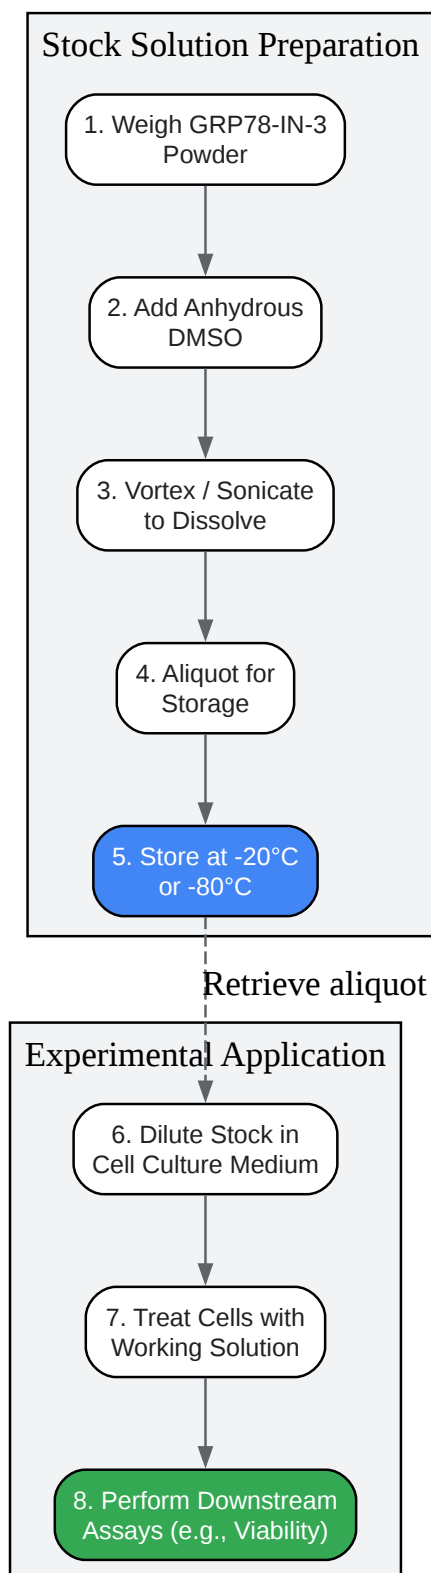 Stock Solution Preparation
1. Weigh GRP78-IN-3
Powder
2. Add Anhydrous
DMSO
3. Vortex / Sonicate
to Dissolve
4. Aliquot for
Storage
5. Store at -20°C
or -80°C
Retrieve aliquot
Experimental Application
6. Dilute Stock in
Cell Culture Medium
7. Treat Cells with
Working Solution
8. Perform Downstream
Assays (e.g., Viability)